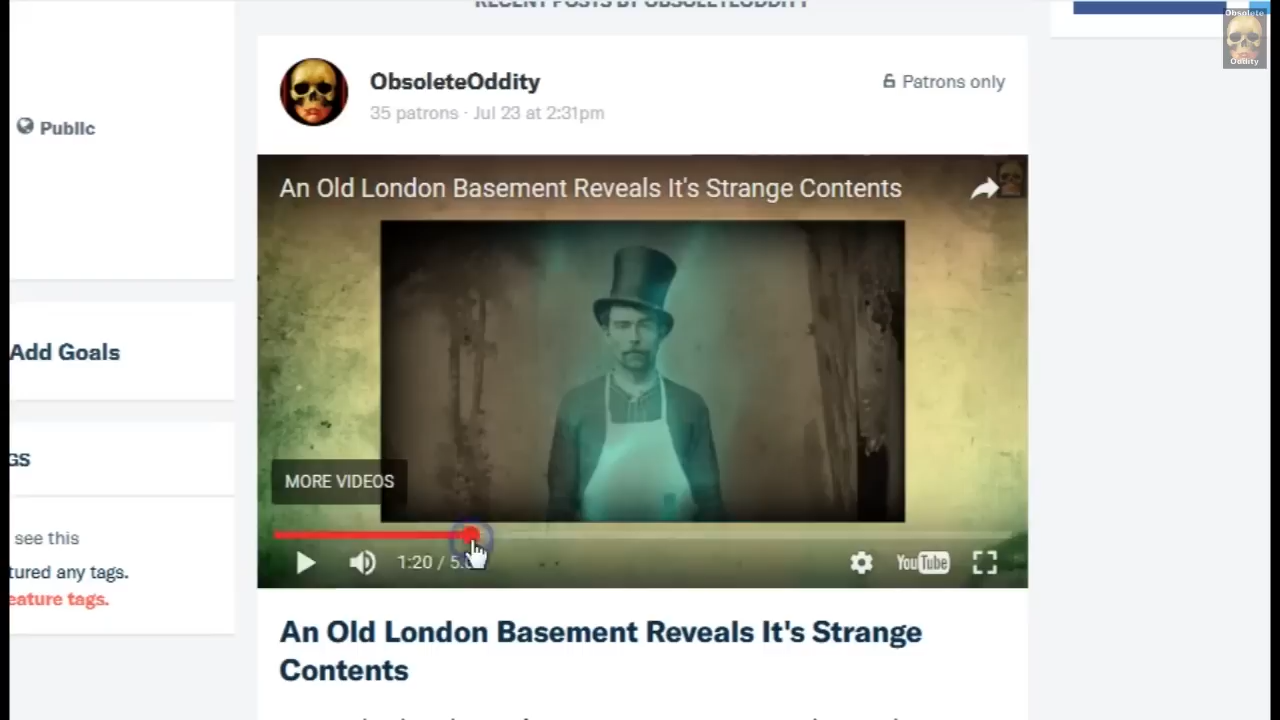 RECENT POSTS BY OBSOLETEODDITY
Obsolete
Oddity
ObsoleteOddity
Patrons only
35 patrons · Jul 23 at 2:31pm
Public
An Old London Basement Reveals It's Strange Contents
Add Goals
GS
MORE VIDEOS
see this
tured any tags.
eature tags.
1:20 / 5:
YouTube
An Old London Basement Reveals It's Strange
Contents